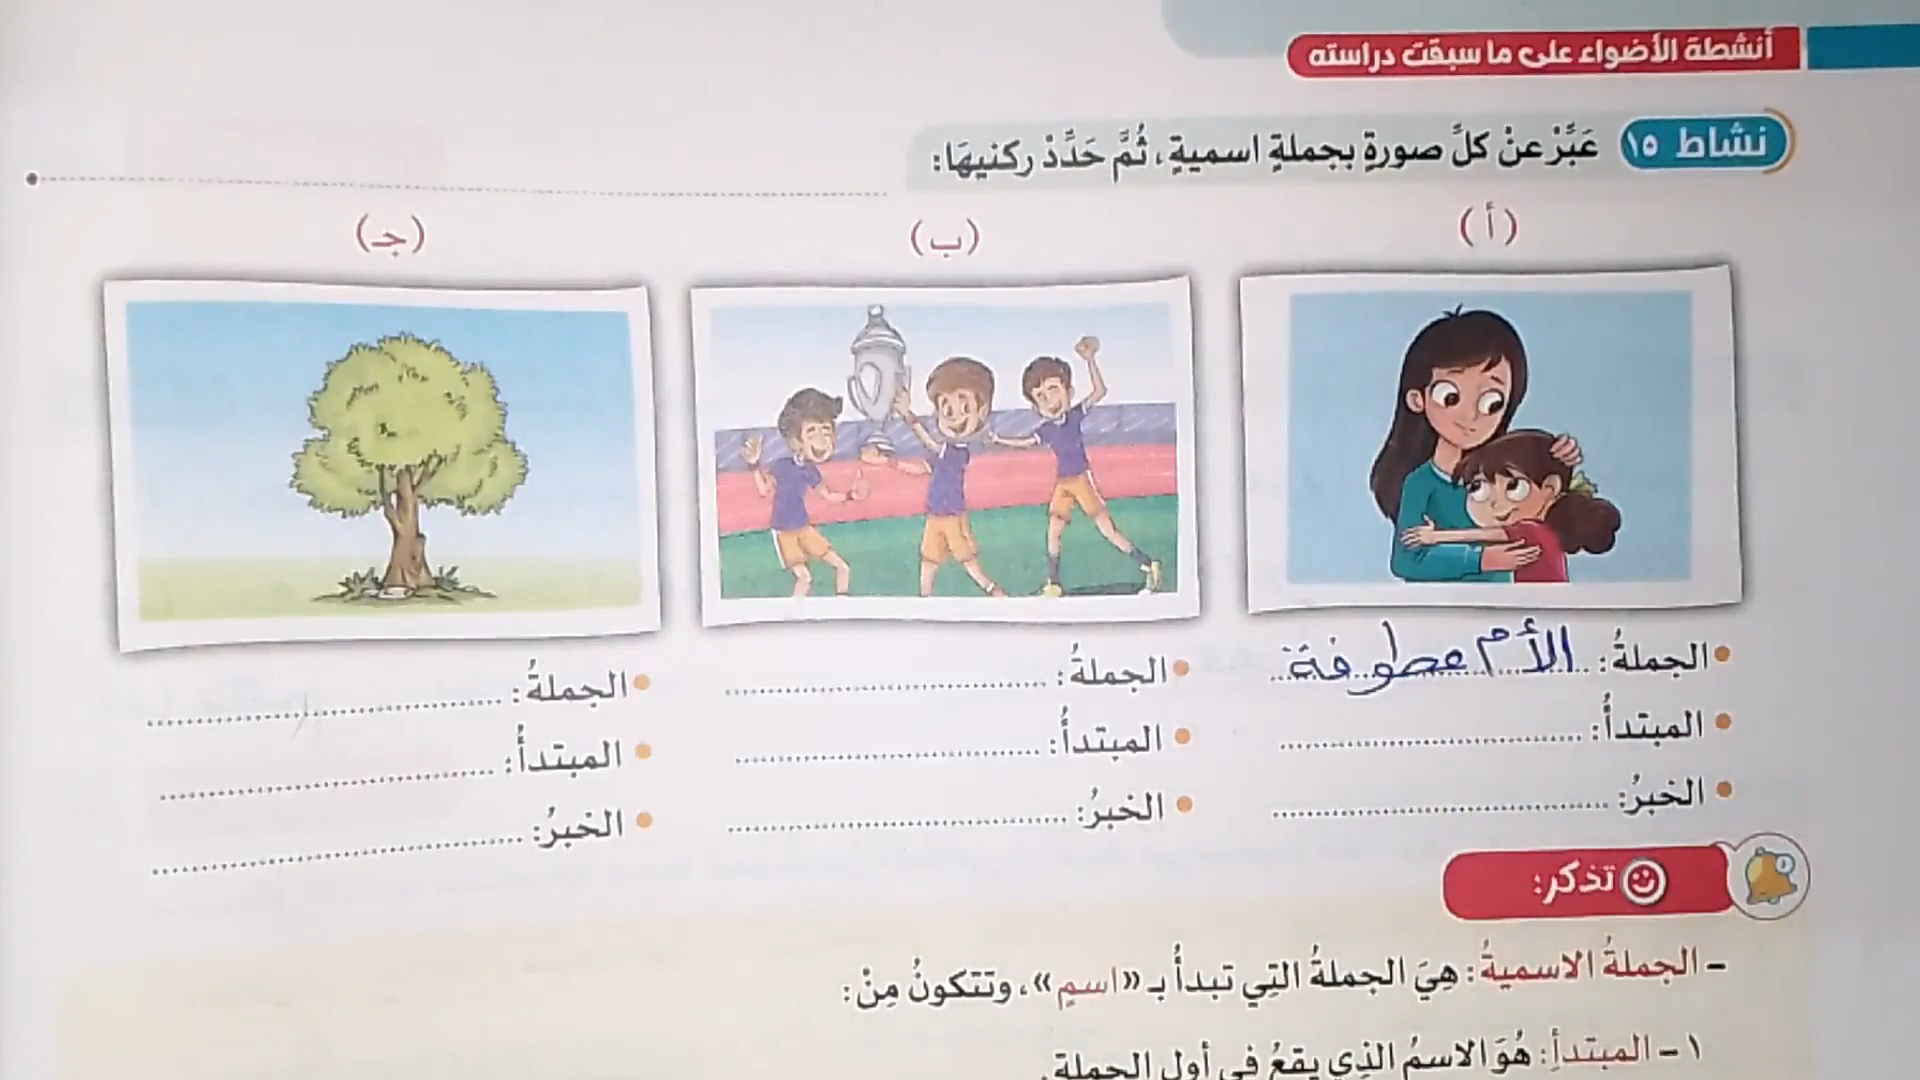 أنشطة الأضواء على ما سبقت دراسته
نشاط ١٥ عَبِّرْ عنْ كلِّ صورةٍ بجملةٍ اسميةٍ، ثُمَّ حَدِّدْ ركنيهَا:
(أ) (ب) (جـ)
الجملةُ: الأم عطوفة
المبتدأُ:
الخبرُ:
الجملةُ:
المبتدأُ:
الخبرُ:
الجملةُ:
المبتدأُ:
الخبرُ:
تذكر:
- الجملةُ الاسميةُ: هِيَ الجملةُ التِي تبدأُ بـ «اسمٍ»، وتتكونُ مِنْ:
١- المبتدأِ: هُوَ الاسمُ الذِي يقعُ في أول الجملة.